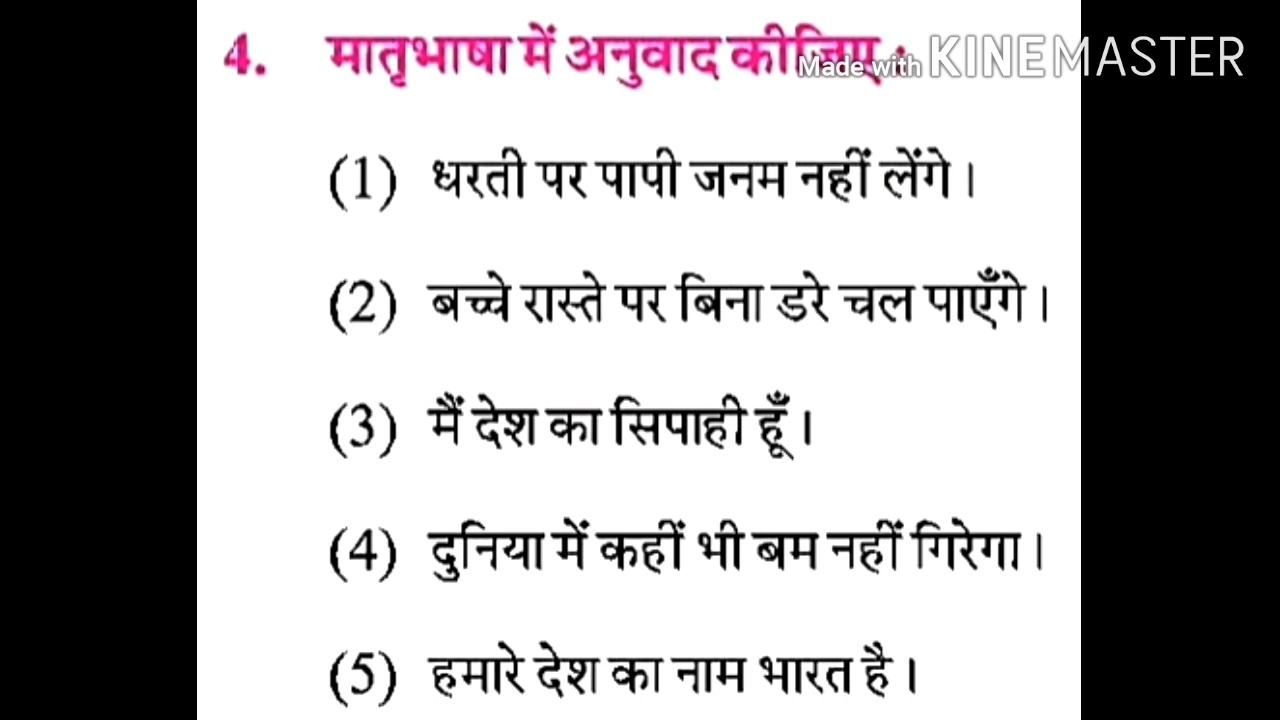 4. मातृभाषा में अनुवाद कीजिए :
Made with KINEMASTER
(1) धरती पर पापी जनम नहीं लेंगे।
(2) बच्चे रास्ते पर बिना डरे चल पाएँगे।
(3) मैं देश का सिपाही हूँ।
(4) दुनिया में कहीं भी बम नहीं गिरेगा।
(5) हमारे देश का नाम भारत है।